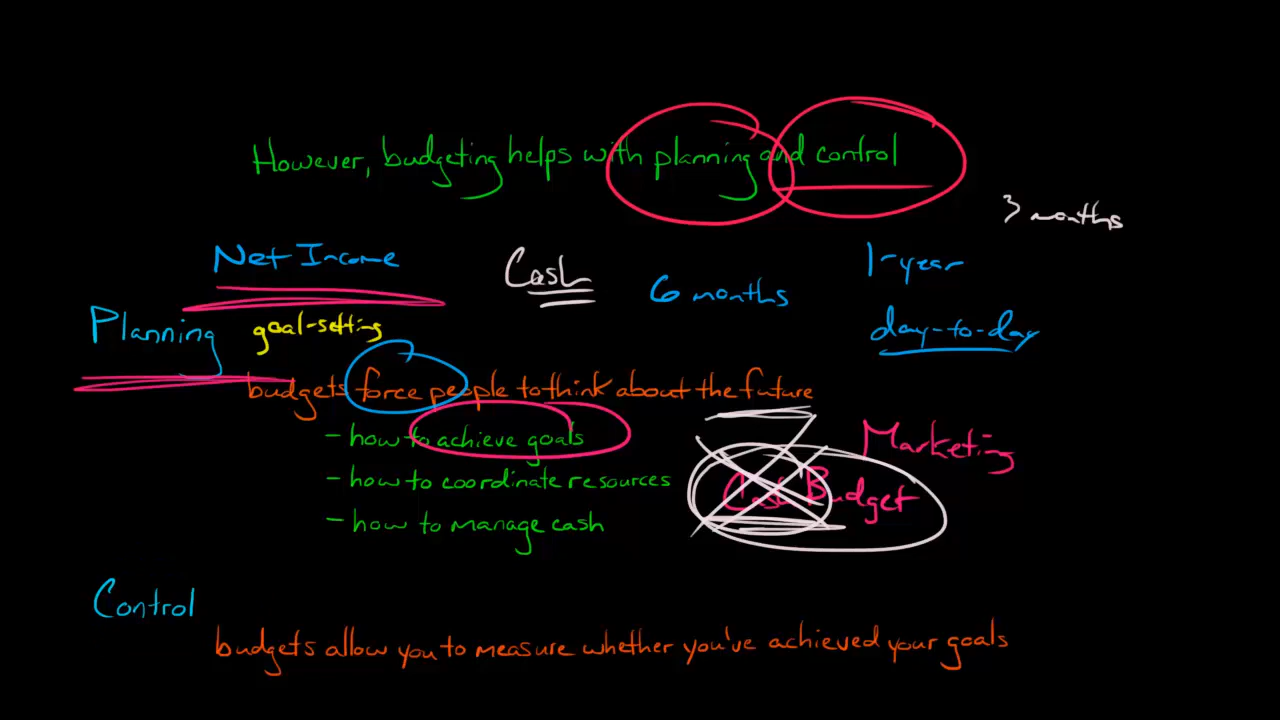 However, budgeting helps with planning and control
3 months
Net Income
Cash
6 months
1-year
Planning
goal-setting
day-to-day
budgets force people to think about the future
- how to achieve goals
Marketing
- how to coordinate resources
Cash Budget
- how to manage cash
Control
budgets allow you to measure whether you've achieved your goals